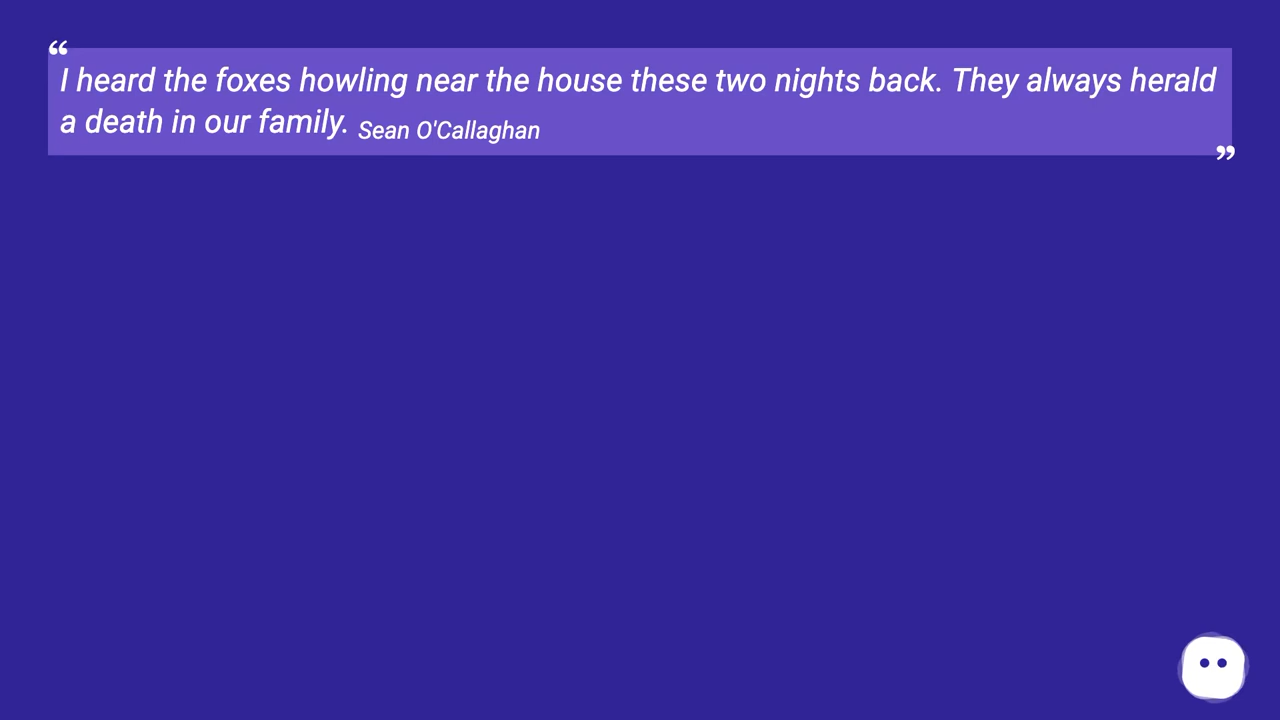 “
I heard the foxes howling near the house these two nights back. They always herald
a death in our family. Sean O'Callaghan
”